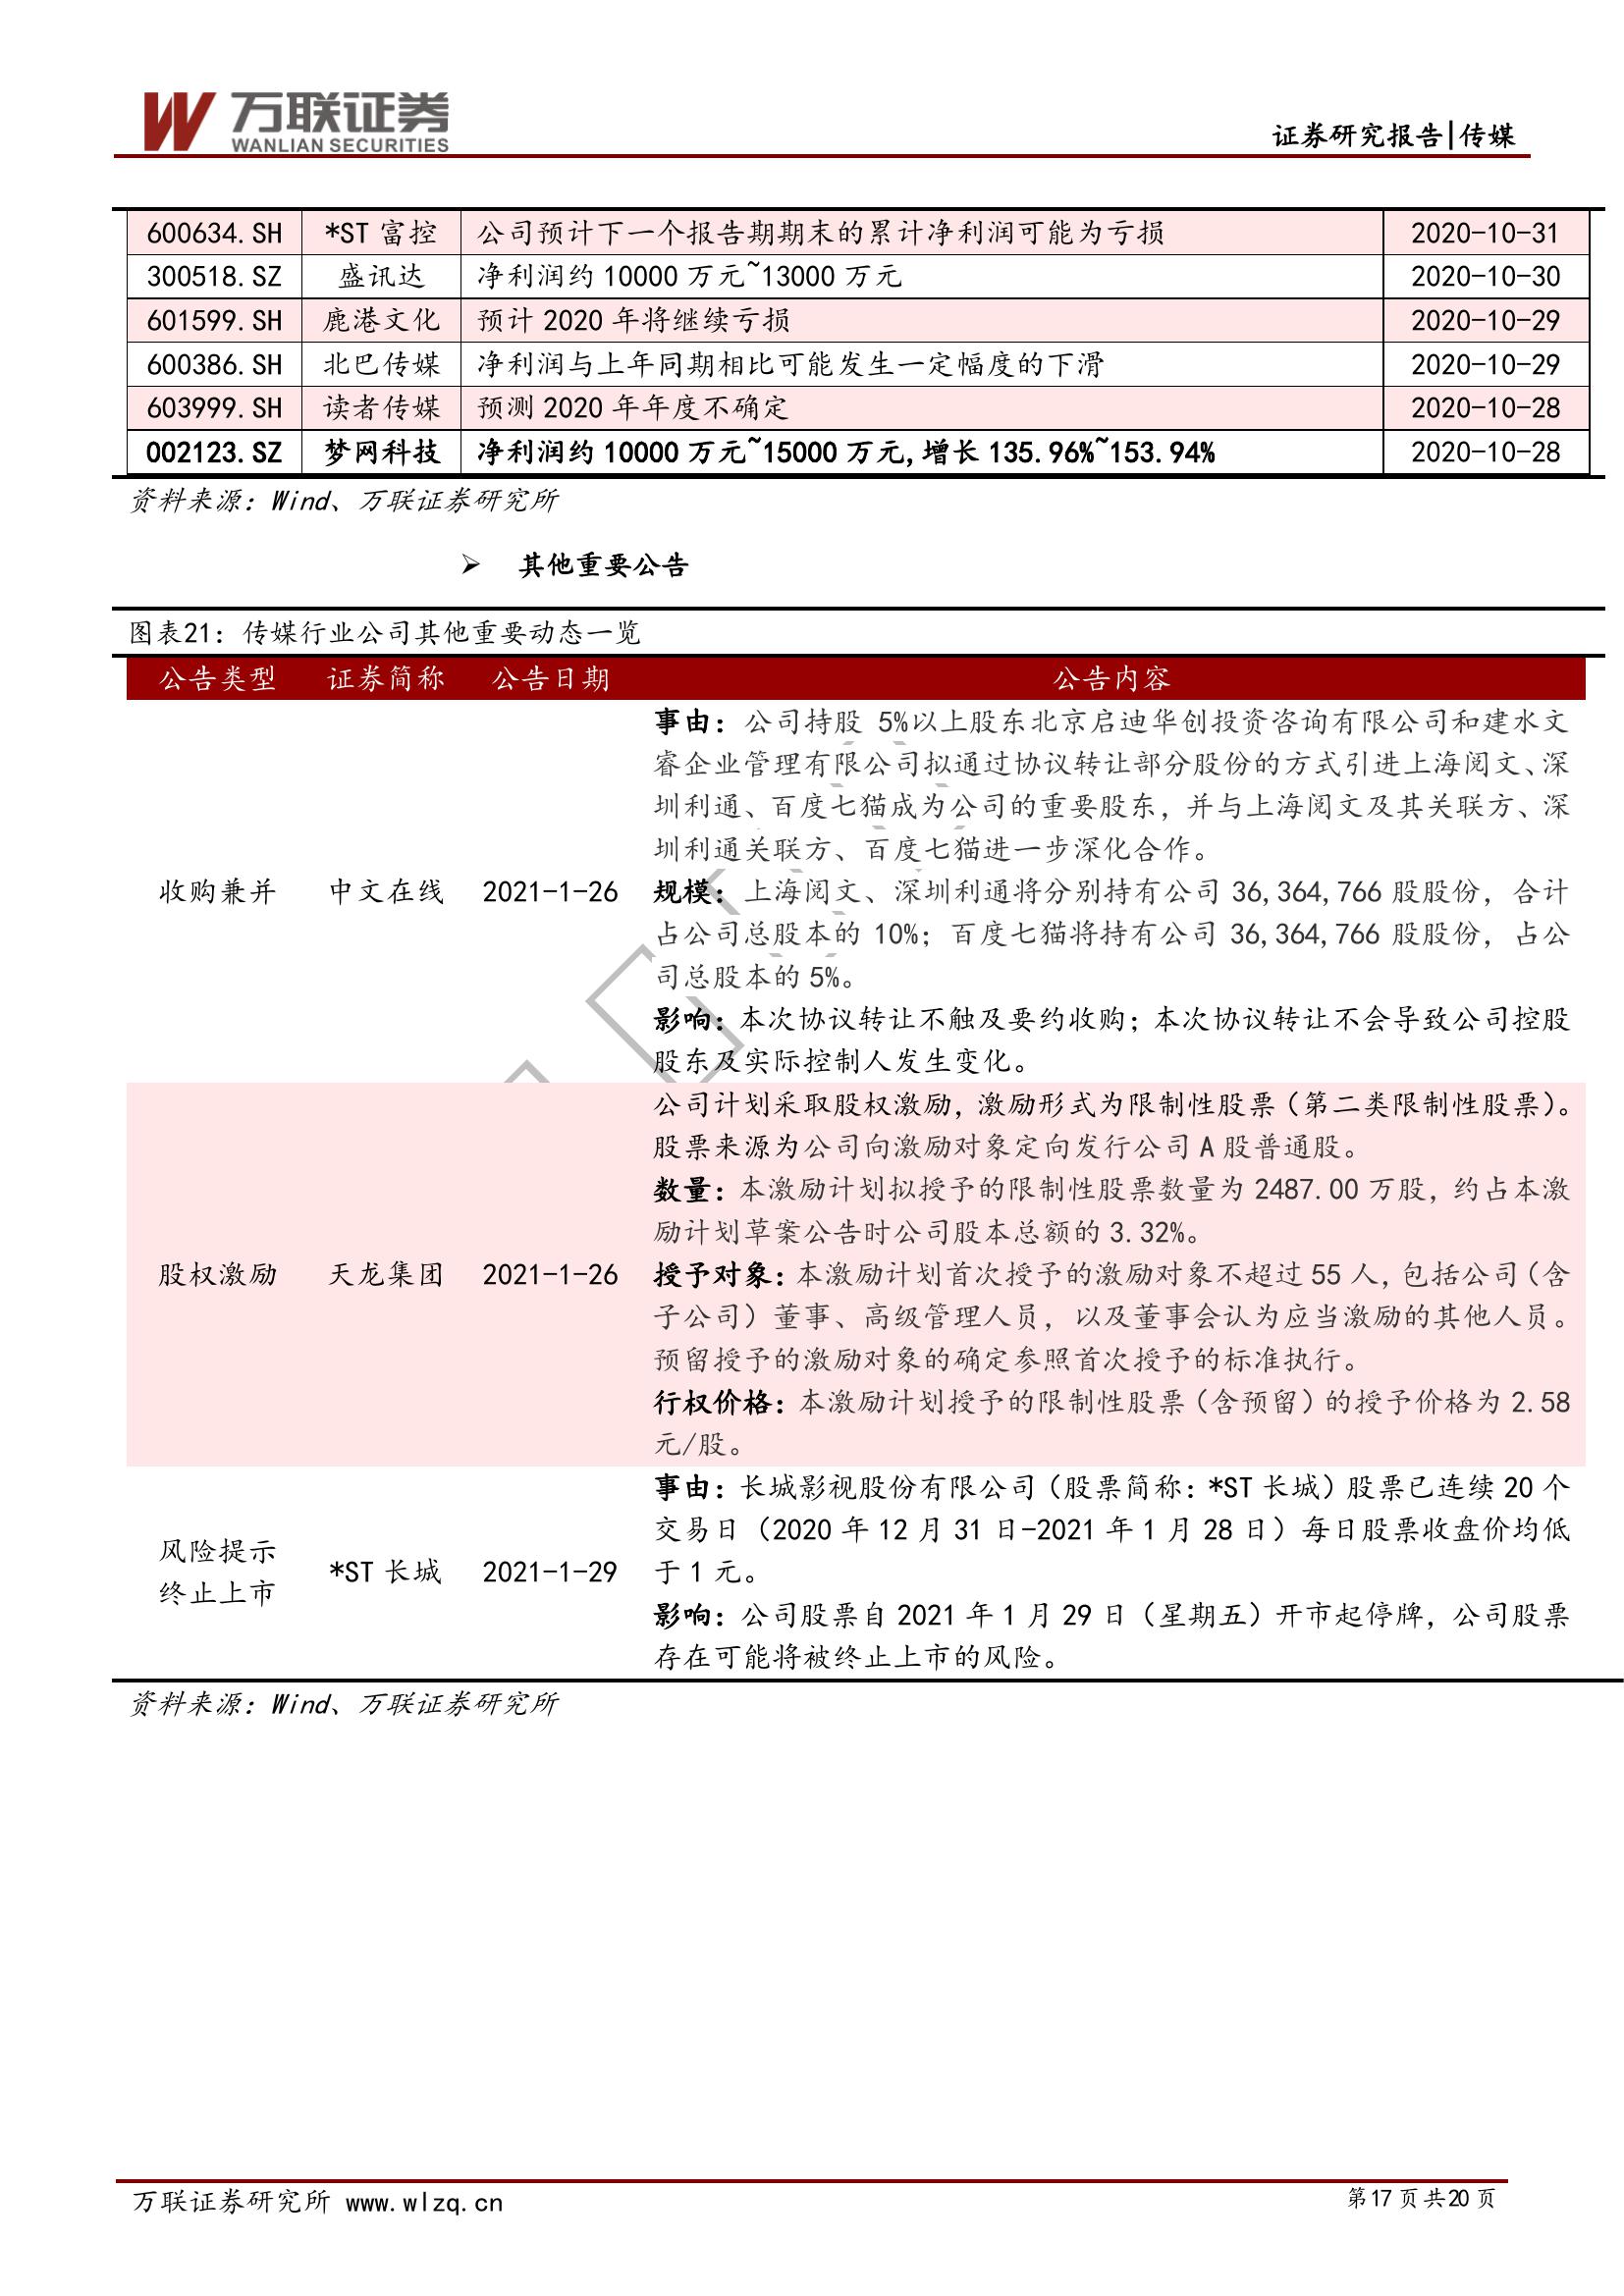 万联证券
WANLIAN SECURITIES
证券研究报告|传媒
600634.SH *ST 富控 公司预计下一个报告期期末的累计净利润可能为亏损 2020-10-31
300518.SZ 盛讯达 净利润约 10000 万元~13000 万元 2020-10-30
601599.SH 鹿港文化 预计 2020 年将继续亏损 2020-10-29
600386.SH 北巴传媒 净利润与上年同期相比可能发生一定幅度的下滑 2020-10-29
603999.SH 读者传媒 预测 2020 年年度不确定 2020-10-28
002123.SZ 梦网科技 净利润约 10000 万元~15000 万元,增长 135.96%~153.94% 2020-10-28
资料来源：Wind、万联证券研究所
➢ 其他重要公告
图表21：传媒行业公司其他重要动态一览
公告类型 证券简称 公告日期 公告内容
收购兼并 中文在线 2021-1-26
事由：公司持股 5%以上股东北京启迪华创投资咨询有限公司和建水文
睿企业管理有限公司拟通过协议转让部分股份的方式引进上海阅文、深
圳利通、百度七猫成为公司的重要股东，并与上海阅文及其关联方、深
圳利通关联方、百度七猫进一步深化合作。
规模：上海阅文、深圳利通将分别持有公司 36,364,766 股股份，合计
占公司总股本的 10%；百度七猫将持有公司 36,364,766 股股份，占公
司总股本的 5%。
影响：本次协议转让不触及要约收购；本次协议转让不会导致公司控股
股东及实际控制人发生变化。
股权激励 天龙集团 2021-1-26
公司计划采取股权激励，激励形式为限制性股票（第二类限制性股票）。
股票来源为公司向激励对象定向发行公司 A 股普通股。
数量：本激励计划拟授予的限制性股票数量为 2487.00 万股，约占本激
励计划草案公告时公司股本总额的 3.32%。
授予对象：本激励计划首次授予的激励对象不超过 55 人，包括公司（含
子公司）董事、高级管理人员，以及董事会认为应当激励的其他人员。
预留授予的激励对象的确定参照首次授予的标准执行。
行权价格：本激励计划授予的限制性股票（含预留）的授予价格为 2.58
元/股。
风险提示
终止上市
*ST 长城 2021-1-29
事由：长城影视股份有限公司（股票简称：*ST 长城）股票已连续 20 个
交易日（2020 年 12 月 31 日-2021 年 1 月 28 日）每日股票收盘价均低
于 1 元。
影响：公司股票自 2021 年 1 月 29 日（星期五）开市起停牌，公司股票
存在可能将被终止上市的风险。
资料来源：Wind、万联证券研究所
万联证券研究所 www.wlzq.cn 第17 页 共20 页